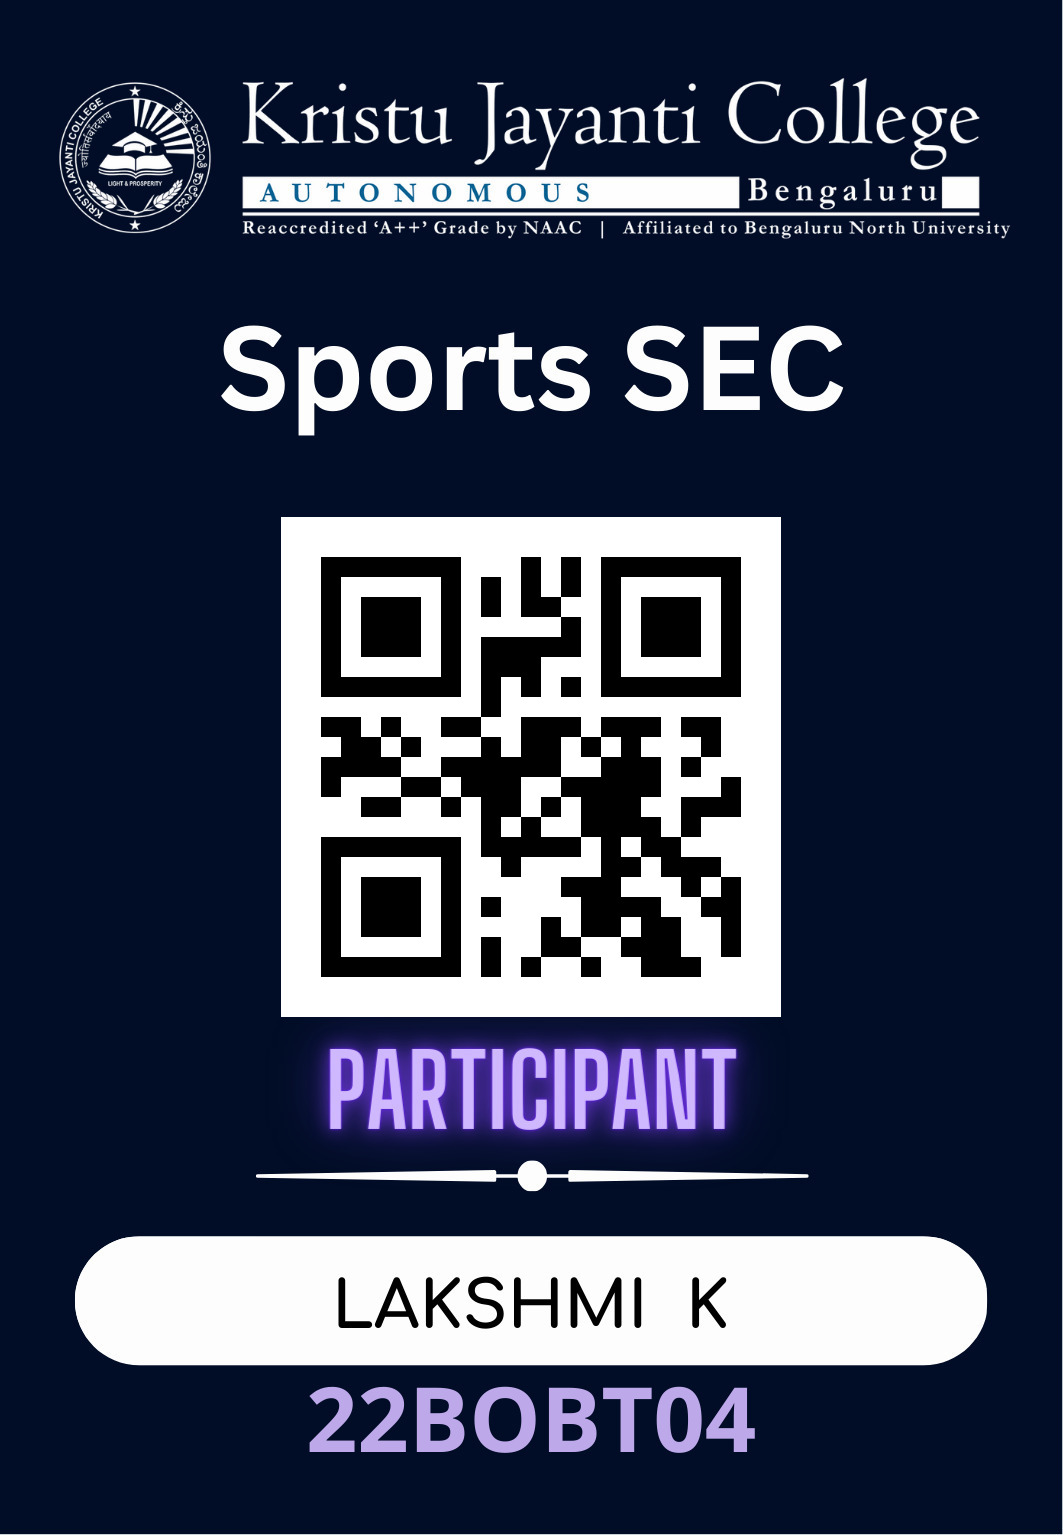 Kristu Jayanti College
AUTONOMOUS Bengaluru
Reaccredited ‘A++’ Grade by NAAC | Affiliated to Bengaluru North University
KRISTU JAYANTI COLLEGE
LIGHT & PROSPERITY
Sports SEC
PARTICIPANT
LAKSHMI K
22BOBT04